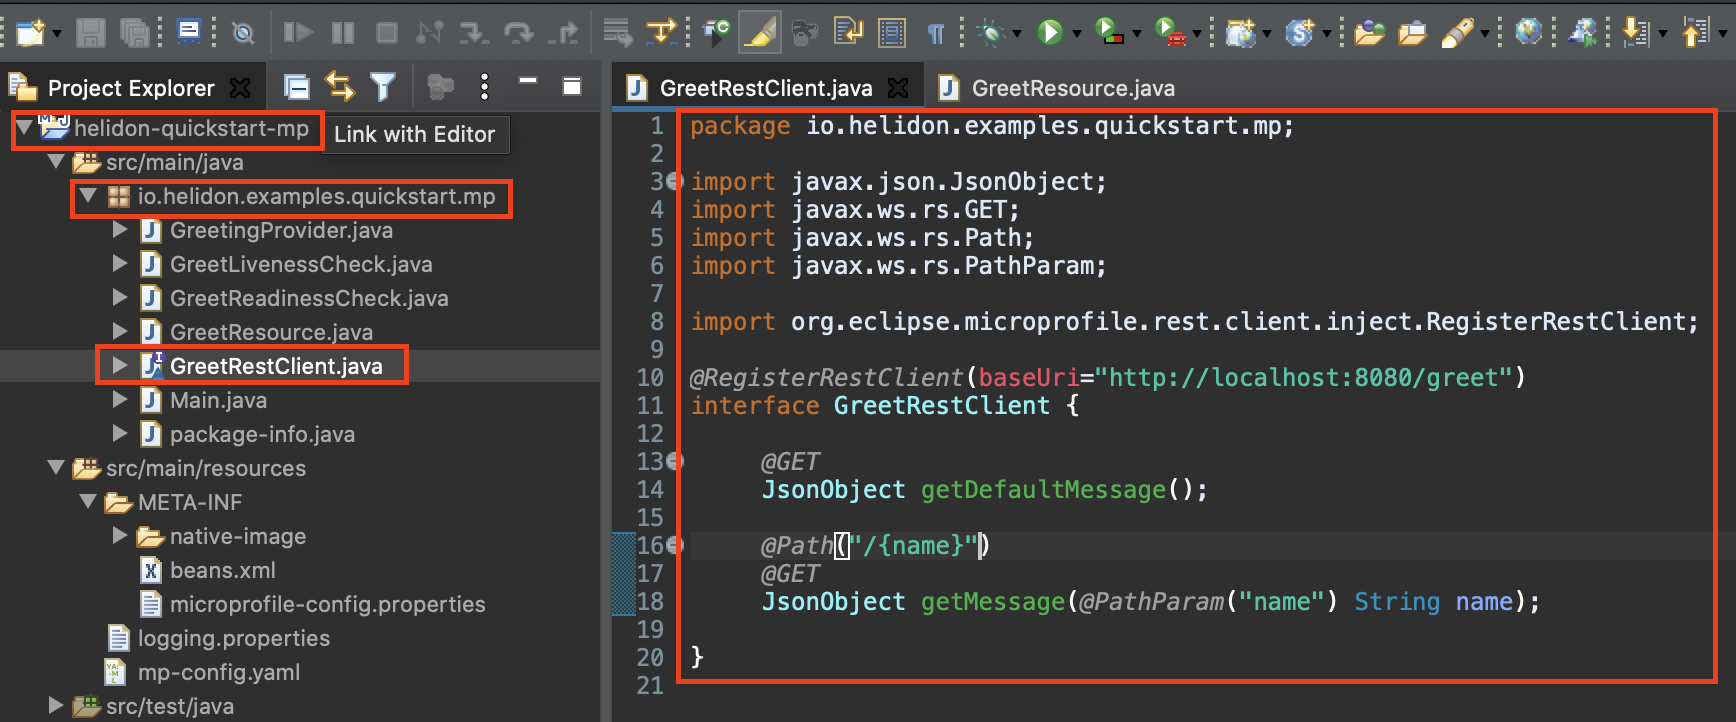 Project Explorer
helidon-quickstart-mp
Link with Editor
src/main/java
io.helidon.examples.quickstart.mp
GreetingProvider.java
GreetLivenessCheck.java
GreetReadinessCheck.java
GreetResource.java
GreetRestClient.java
Main.java
package-info.java
src/main/resources
META-INF
native-image
beans.xml
microprofile-config.properties
logging.properties
mp-config.yaml
src/test/java
GreetRestClient.java
GreetResource.java
1 package io.helidon.examples.quickstart.mp;
2
3 import javax.json.JsonObject;
4 import javax.ws.rs.GET;
5 import javax.ws.rs.Path;
6 import javax.ws.rs.PathParam;
7
8 import org.eclipse.microprofile.rest.client.inject.RegisterRestClient;
9
10 @RegisterRestClient(baseUri="http://localhost:8080/greet")
11 interface GreetRestClient {
12
13 @GET
14 JsonObject getDefaultMessage();
15
16 @Path("/{name}")
17 @GET
18 JsonObject getMessage(@PathParam("name") String name);
19
20 }
21